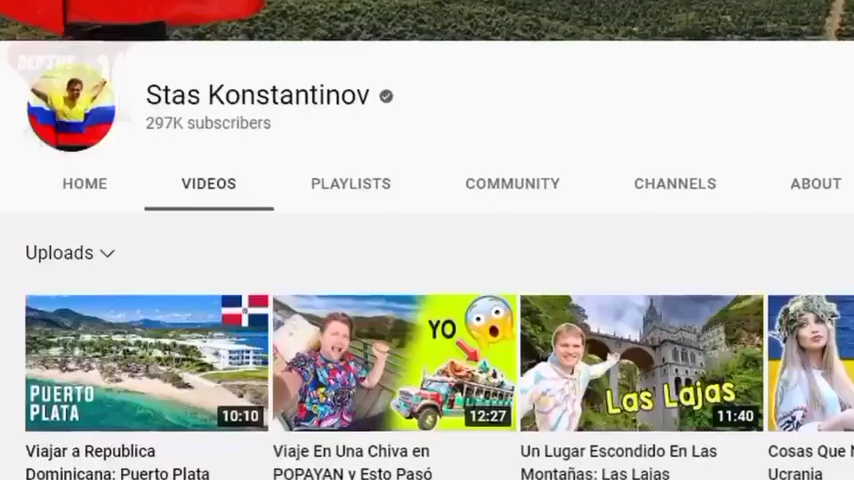 DEPTHS
Stas Konstantinov
297K subscribers
HOME VIDEOS PLAYLISTS COMMUNITY CHANNELS ABOUT
Uploads
PUERTO
PLATA
10:10
YO
12:27
Las Lajas
11:40
Viajar a Republica
Dominicana: Puerto Plata
Viaje En Una Chiva en
POPAYAN y Esto Pasó
Un Lugar Escondido En Las
Montañas: Las Lajas
Cosas Que
Ucrania